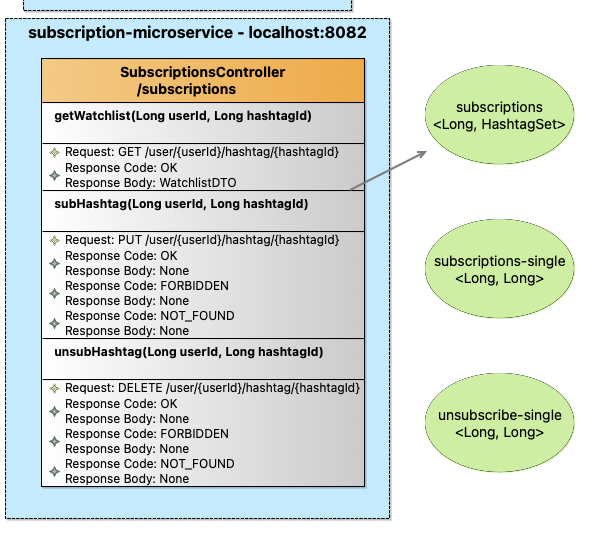 subscription-microservice - localhost:8082
SubscriptionsController
/subscriptions
getWatchlist(Long userId, Long hashtagId)
Request: GET /user/{userId}/hashtag/{hashtagId}
Response Code: OK
Response Body: WatchlistDTO
subHashtag(Long userId, Long hashtagId)
Request: PUT /user/{userId}/hashtag/{hashtagId}
Response Code: OK
Response Body: None
Response Code: FORBIDDEN
Response Body: None
Response Code: NOT_FOUND
Response Body: None
unsubHashtag(Long userId, Long hashtagId)
Request: DELETE /user/{userId}/hashtag/{hashtagId}
Response Code: OK
Response Body: None
Response Code: FORBIDDEN
Response Body: None
Response Code: NOT_FOUND
Response Body: None
subscriptions
<Long, HashtagSet>
subscriptions-single
<Long, Long>
unsubscribe-single
<Long, Long>